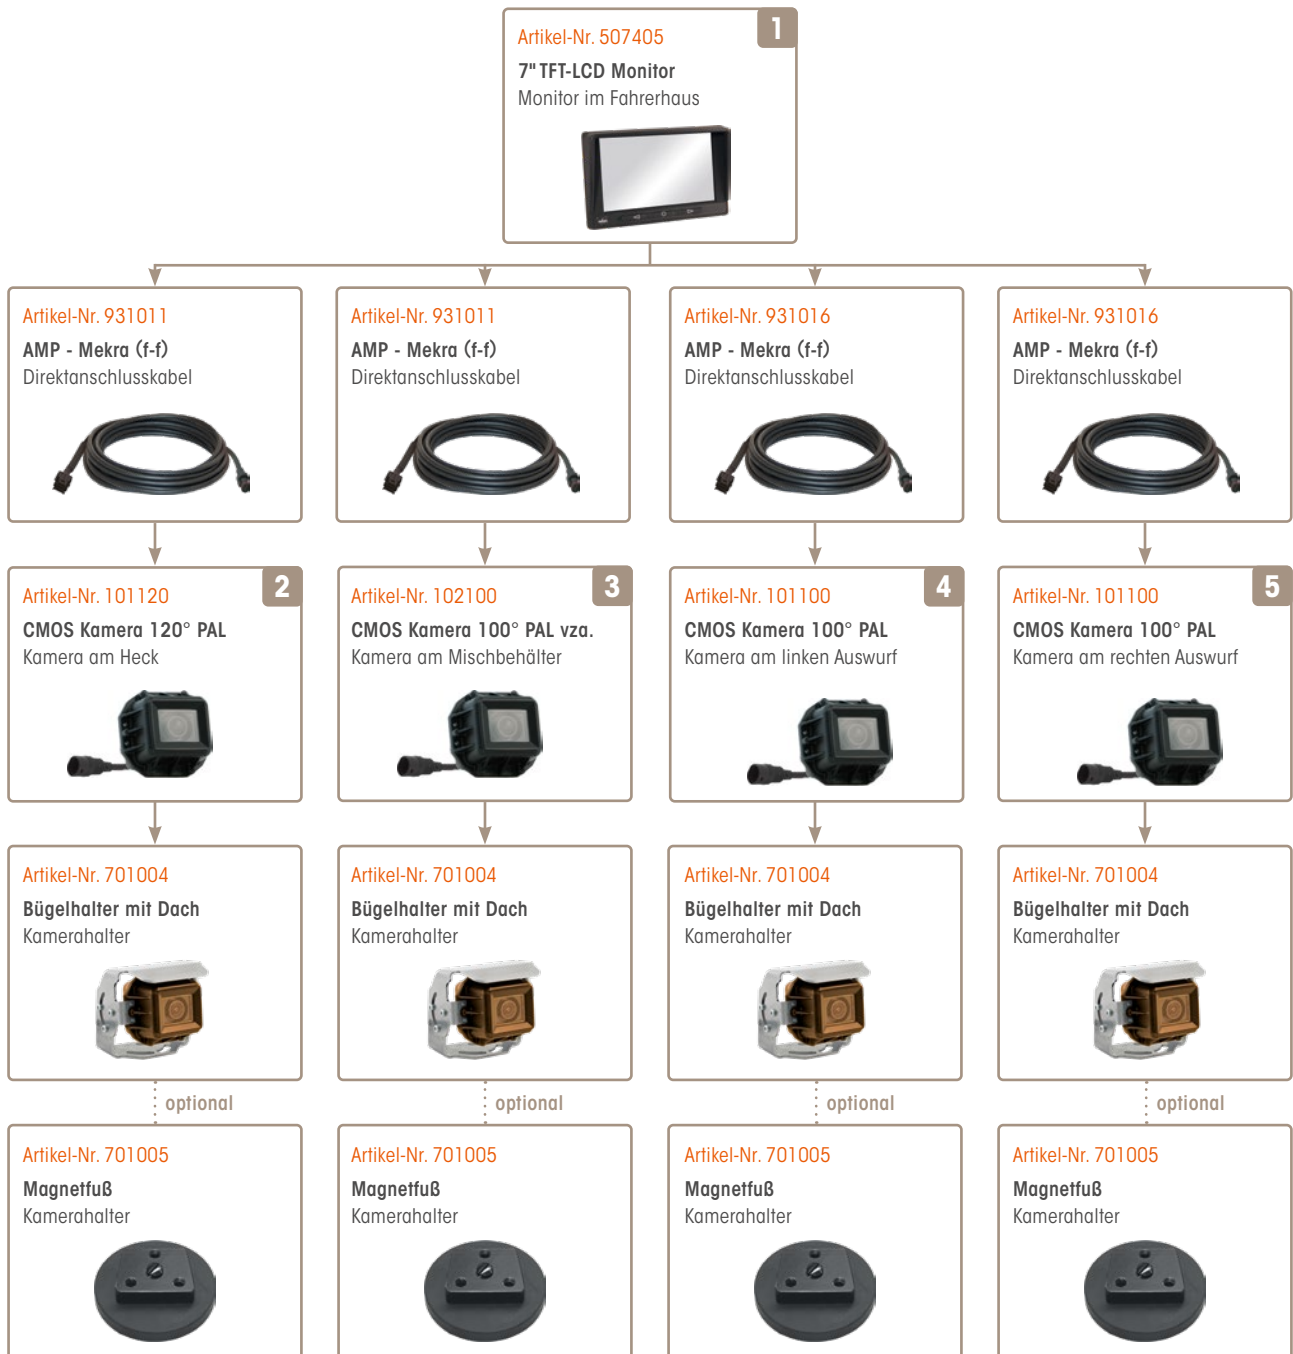 1
Artikel-Nr. 507405
7" TFT-LCD Monitor
Monitor im Fahrerhaus
Artikel-Nr. 931011
AMP - Mekra (f-f)
Direktanschlusskabel
Artikel-Nr. 931011
AMP - Mekra (f-f)
Direktanschlusskabel
Artikel-Nr. 931016
AMP - Mekra (f-f)
Direktanschlusskabel
Artikel-Nr. 931016
AMP - Mekra (f-f)
Direktanschlusskabel
2
Artikel-Nr. 101120
CMOS Kamera 120° PAL
Kamera am Heck
3
Artikel-Nr. 102100
CMOS Kamera 100° PAL vza.
Kamera am Mischbehälter
4
Artikel-Nr. 101100
CMOS Kamera 100° PAL
Kamera am linken Auswurf
5
Artikel-Nr. 101100
CMOS Kamera 100° PAL
Kamera am rechten Auswurf
Artikel-Nr. 701004
Bügelhalter mit Dach
Kamerahalter
Artikel-Nr. 701004
Bügelhalter mit Dach
Kamerahalter
Artikel-Nr. 701004
Bügelhalter mit Dach
Kamerahalter
Artikel-Nr. 701004
Bügelhalter mit Dach
Kamerahalter
optional
optional
optional
optional
Artikel-Nr. 701005
Magnetfuß
Kamerahalter
Artikel-Nr. 701005
Magnetfuß
Kamerahalter
Artikel-Nr. 701005
Magnetfuß
Kamerahalter
Artikel-Nr. 701005
Magnetfuß
Kamerahalter